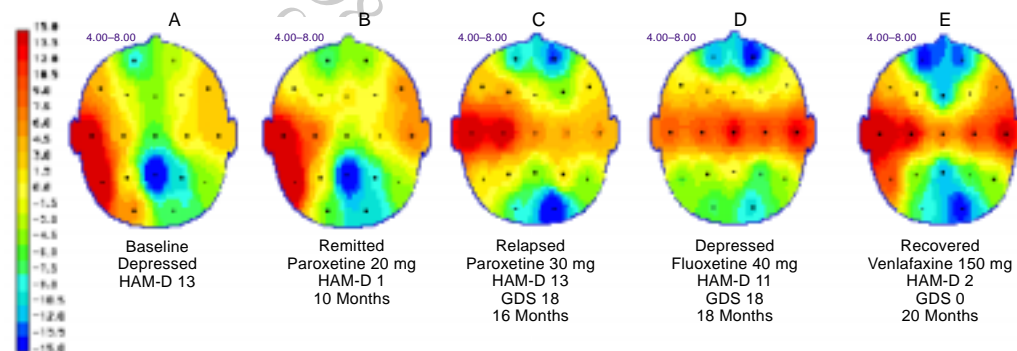 A B C D E
4.00–8.00 4.00–8.00 4.00–8.00 4.00–8.00 4.00–8.00
Baseline
Depressed
HAM-D 13
Remitted
Paroxetine 20 mg
HAM-D 1
10 Months
Relapsed
Paroxetine 30 mg
HAM-D 13
GDS 18
16 Months
Depressed
Fluoxetine 40 mg
HAM-D 11
GDS 18
18 Months
Recovered
Venlafaxine 150 mg
HAM-D 2
GDS 0
20 Months